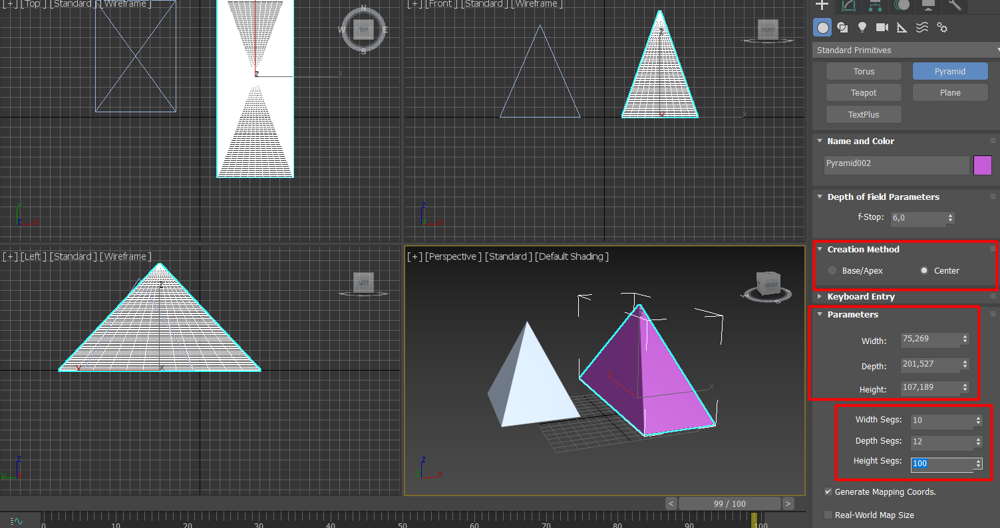 [+] [Top ] [Standard ] [Wireframe ]
N
W TOP E
S
Z
X
y
z x
[+] [Front ] [Standard ] [Wireframe ]
FRONT
Z
X
z
y x
[+] [Left ] [Standard ] [Wireframe ]
LEFT
Z
Y X
z
y x
[+] [Perspective ] [Standard ] [Default Shading ]
FRONT
X
z
y x
Standard Primitives
Torus Pyramid
Teapot Plane
TextPlus
Name and Color
Pyramid002
Depth of Field Parameters
f-Stop: 6,0
Creation Method
Base/Apex Center
Keyboard Entry
Parameters
Width: 75,269
Depth: 201,527
Height: 107,189
Width Segs: 10
Depth Segs: 12
Height Segs: 100
Generate Mapping Coords.
Real-World Map Size
< 99 / 100 >
0 10 20 30 40 50 60 70 80 90 100